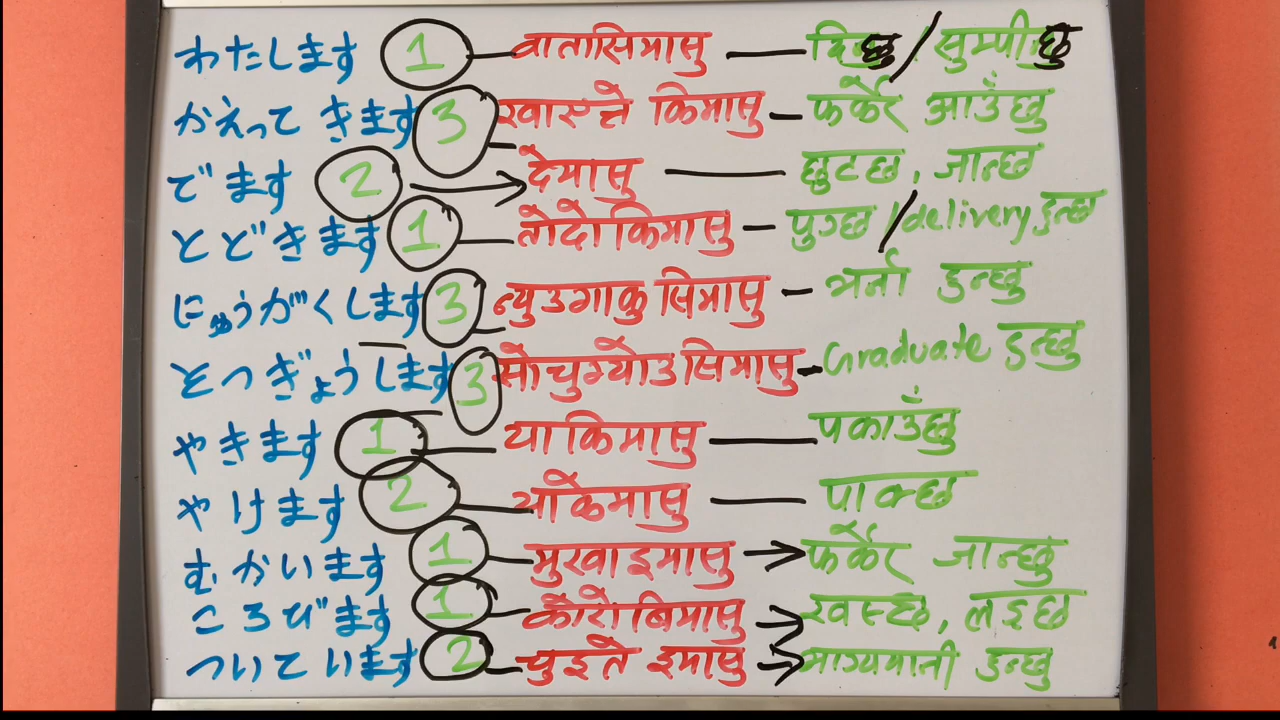 わたします 1 — वातासिमासु — दिन्छु / सुम्पीन्छु
かえって きます 3 — खाएत्ते किमासु — फर्केर आउँछु
でます 2 → देमासु — छुटछ, जान्छ
とどきます 1 — तोदोकिमासु — पुग्छ / delivery हुन्छ
にゅうがくします 3 — न्युउगाकु सिमासु — भर्ना हुन्छु
そつぎょうします 3 — सोचुग्योउ सिमासु — Graduate हुन्छु
やきます 1 — याकिमासु — पकाउँछु
やけます 2 — याकेमासु — पाक्छ
むかいます 1 — मुखाइमासु → फर्केर जान्छु
ころびます 1 — कोरोबिमासु → खस्छ, लड्छ
ついています 2 — चुइते इमासु → भाग्यमानी हुन्छु